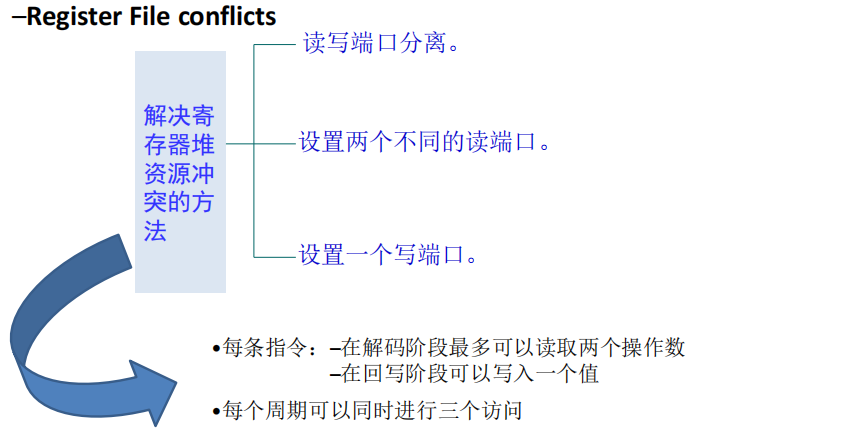 –Register File conflicts
读写端口分离。
解决寄
存器堆
资源冲
突的方
法
设置两个不同的读端口。
设置一个写端口。
•每条指令：–在解码阶段最多可以读取两个操作数
–在回写阶段可以写入一个值
•每个周期可以同时进行三个访问